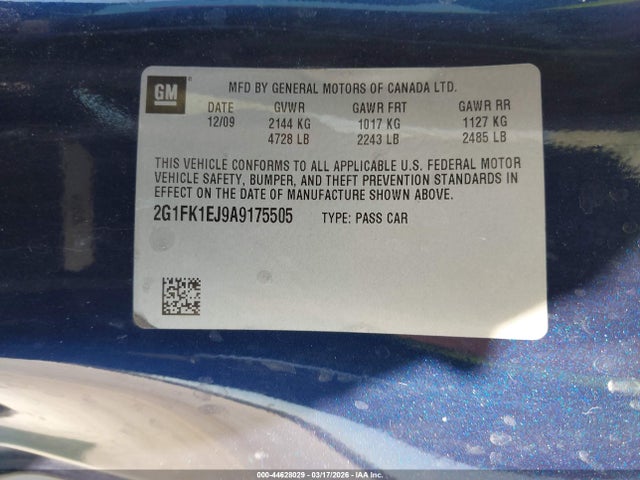 GM
MFD BY GENERAL MOTORS OF CANADA LTD.
DATE GVWR GAWR FRT GAWR RR
12/09 2144 KG 1017 KG 1127 KG
4728 LB 2243 LB 2485 LB
THIS VEHICLE CONFORMS TO ALL APPLICABLE U.S. FEDERAL MOTOR
VEHICLE SAFETY, BUMPER, AND THEFT PREVENTION STANDARDS IN
EFFECT ON THE DATE OF MANUFACTURE SHOWN ABOVE.
2G1FK1EJ9A9175505 TYPE: PASS CAR
000-44628029 - 03/17/2026 - IAA Inc.